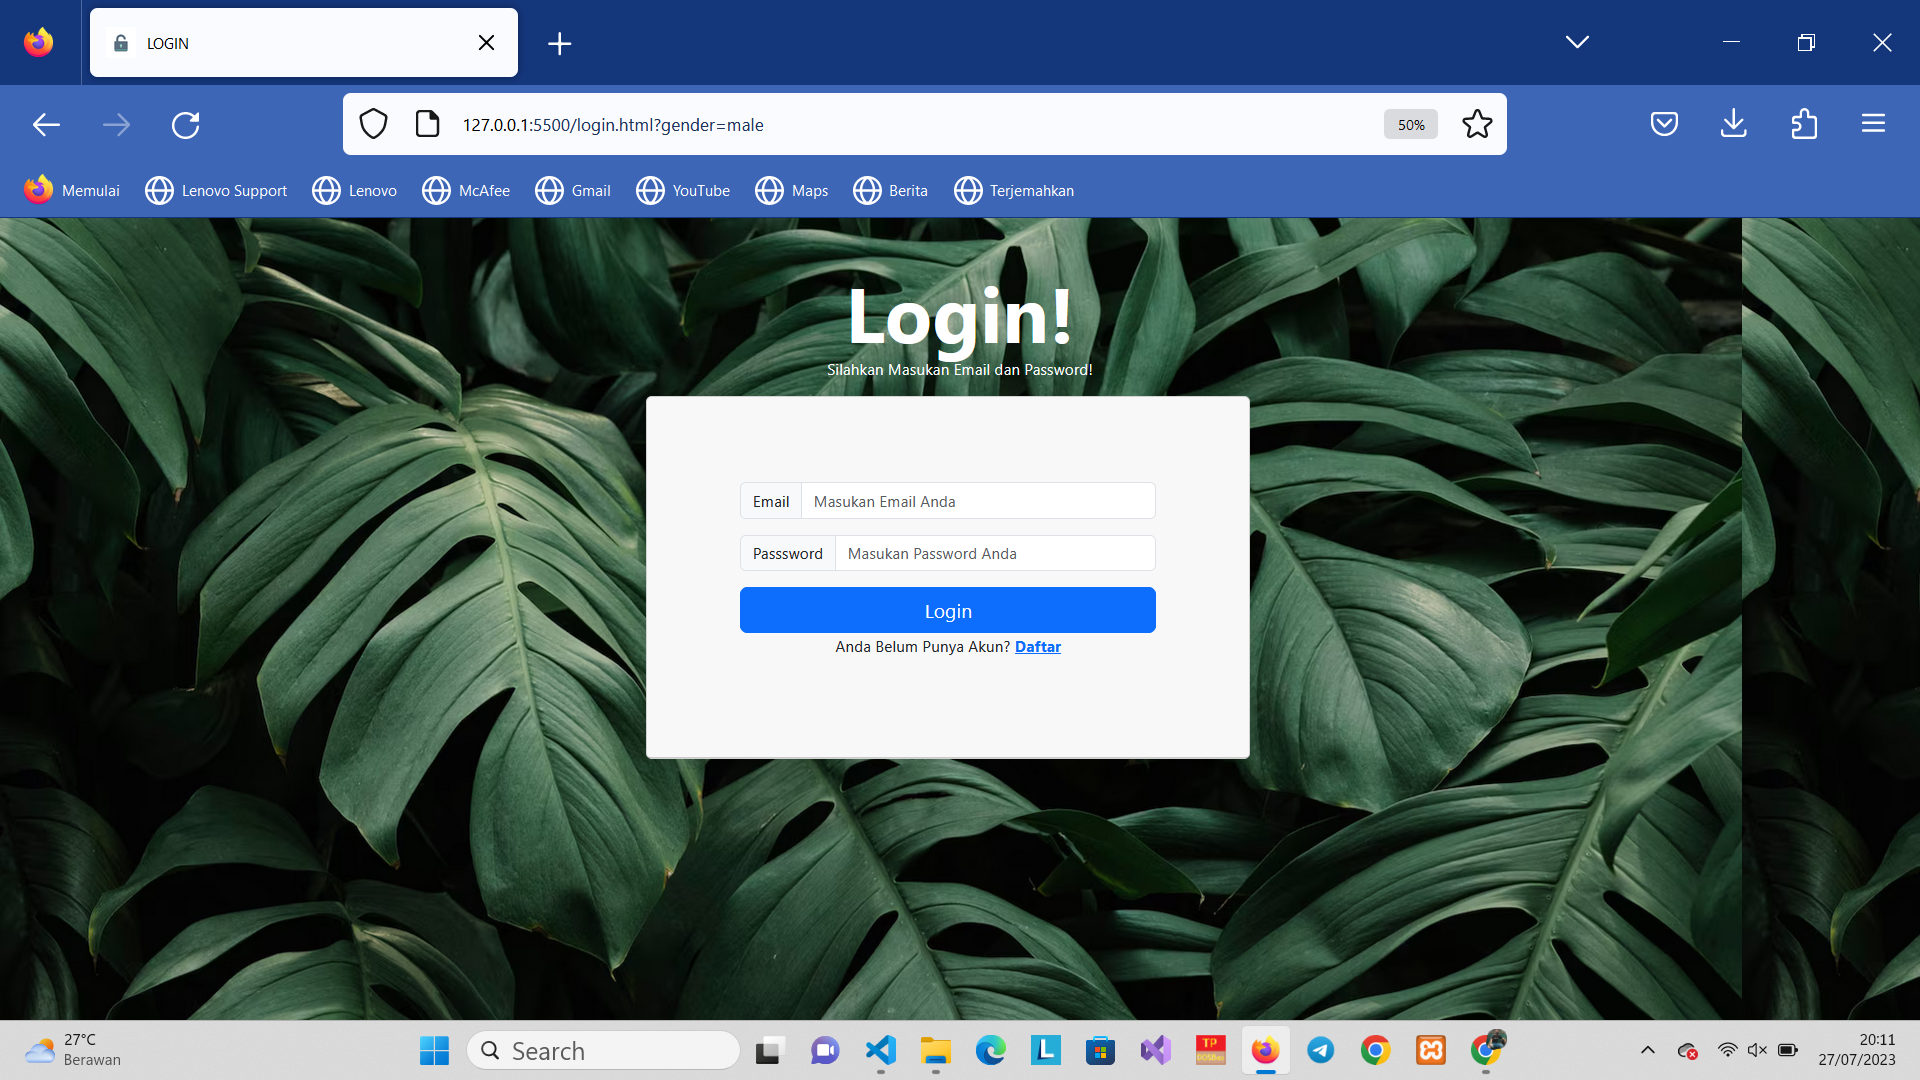 LOGIN
127.0.0.1:5500/login.html?gender=male
50%
Memulai Lenovo Support Lenovo McAfee Gmail YouTube Maps Berita Terjemahkan
Login!
Silahkan Masukan Email dan Password!
Email Masukan Email Anda
Passsword Masukan Password Anda
Login
Anda Belum Punya Akun? Daftar
27°C
Berawan
Search
L
TP
DOSBox
20:11
27/07/2023